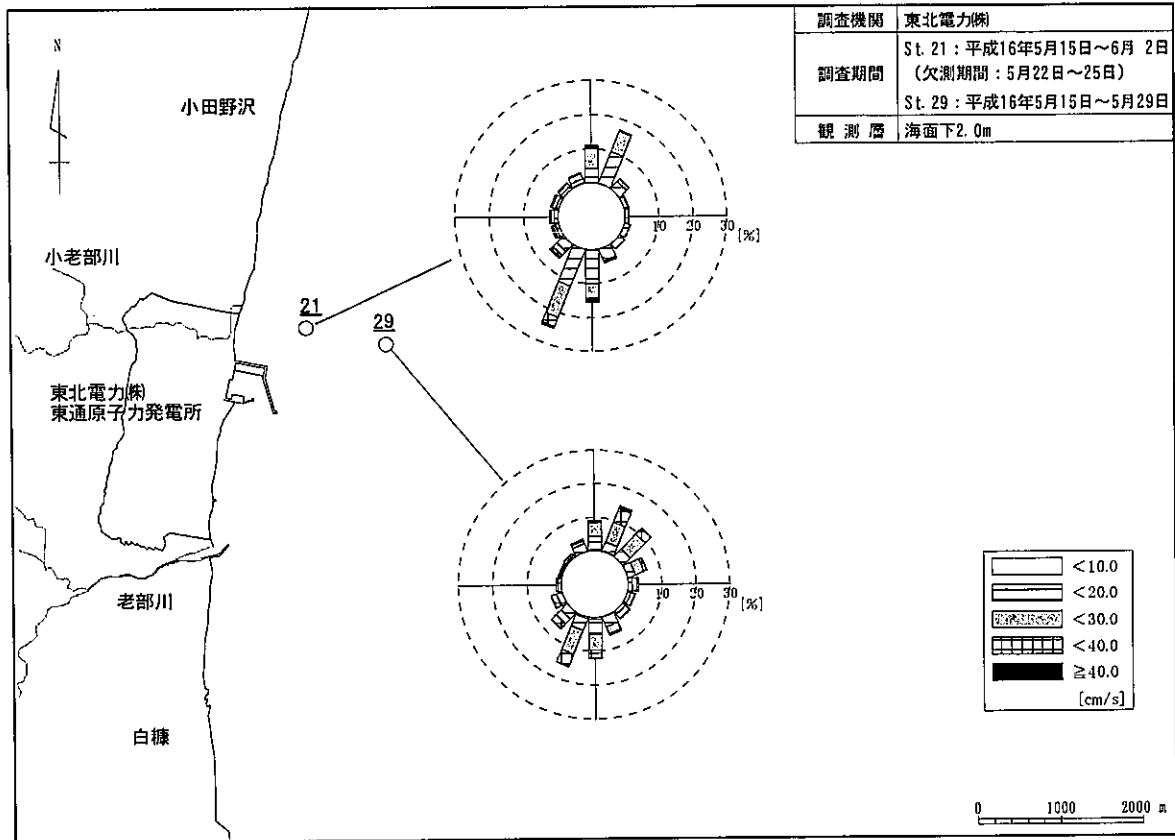 調査機関 東北電力㈱
調査期間 St.21：平成16年5月15日～6月 2日
（欠測期間：5月22日～25日）
St.29：平成16年5月15日～5月29日
観測層 海面下2.0m
N
小田野沢
小老部川
東北電力㈱
東通原子力発電所
老部川
白糠
21
29
10 20 30 [%]
10 20 30 [%]
<10.0
<20.0
<30.0
<40.0
≧40.0
[cm/s]
0 1000 2000 m